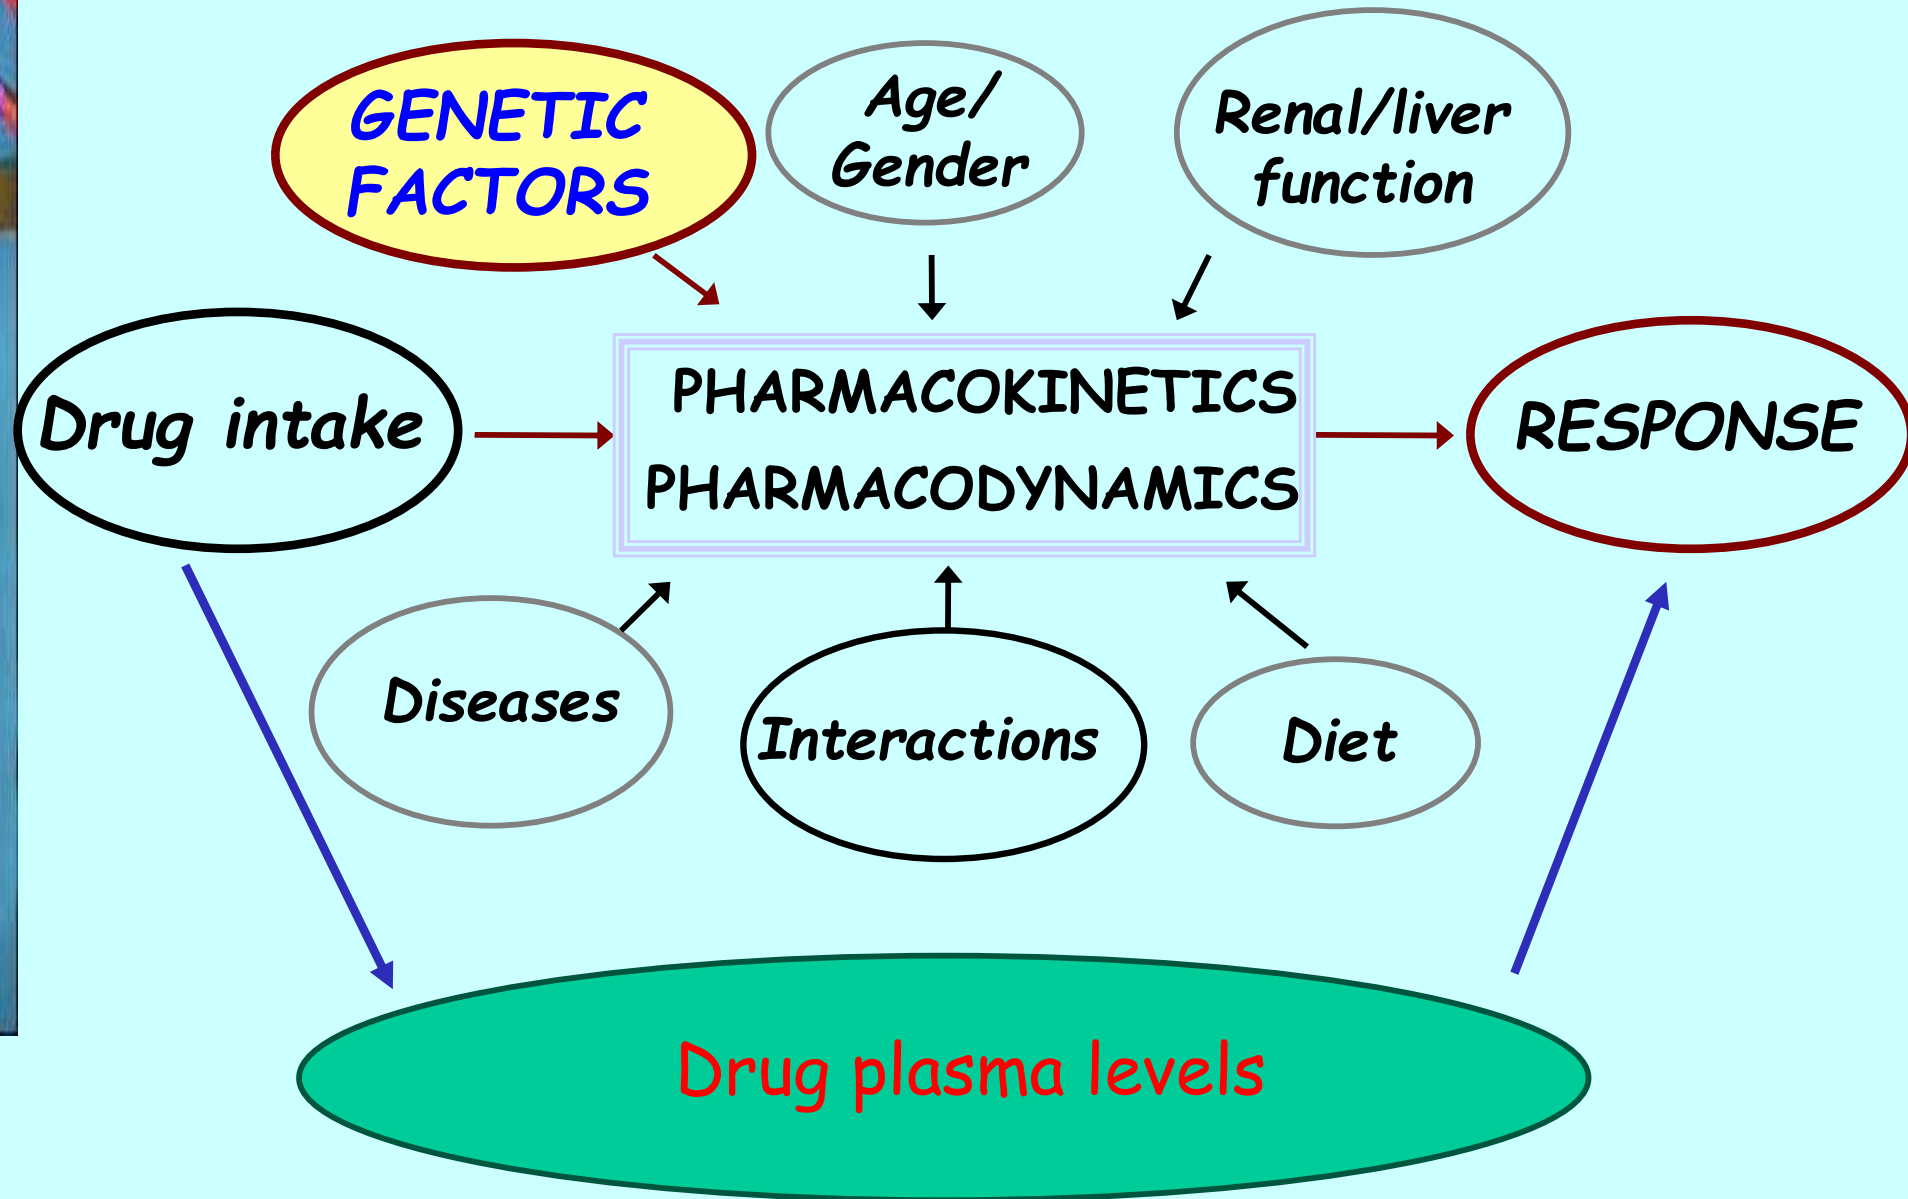 GENETIC
FACTORS
Age/
Gender
Renal/liver
function
Drug intake
PHARMACOKINETICS
PHARMACODYNAMICS
RESPONSE
Diseases
Interactions
Diet
Drug plasma levels